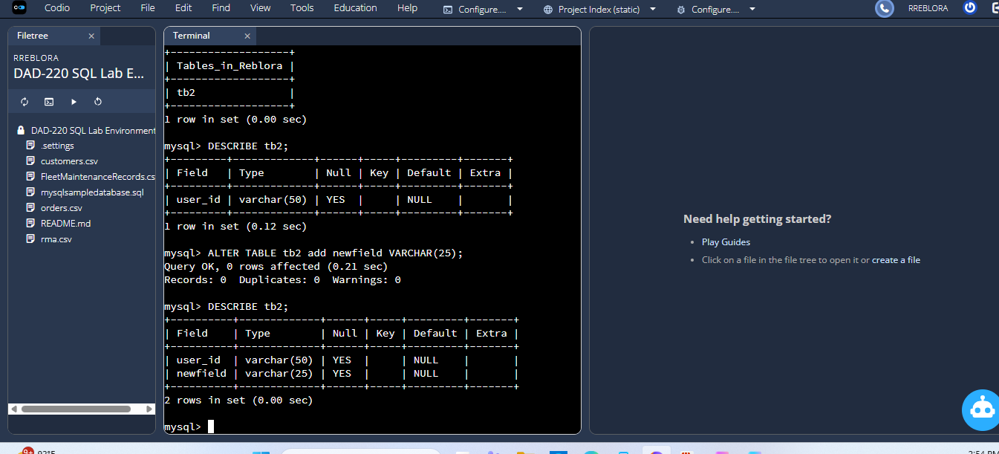 Codio Project File Edit Find View Tools Education Help Configure.... Project Index (static) Configure.... RREBLORA
Filetree ×
RREBLORA
DAD-220 SQL Lab E...
DAD-220 SQL Lab Environment
.settings
customers.csv
FleetMaintenanceRecords.cs
mysqlsampledatabase.sql
orders.csv
README.md
rma.csv
Terminal ×
+-------------------+
| Tables_in_Reblora |
+-------------------+
| tb2               |
+-------------------+
1 row in set (0.00 sec)
mysql> DESCRIBE tb2;
+---------+-------------+------+-----+---------+-------+
| Field   | Type        | Null | Key | Default | Extra |
+---------+-------------+------+-----+---------+-------+
| user_id | varchar(50) | YES  |     | NULL    |       |
+---------+-------------+------+-----+---------+-------+
1 row in set (0.12 sec)
mysql> ALTER TABLE tb2 add newfield VARCHAR(25);
Query OK, 0 rows affected (0.21 sec)
Records: 0  Duplicates: 0  Warnings: 0
mysql> DESCRIBE tb2;
+----------+-------------+------+-----+---------+-------+
| Field    | Type        | Null | Key | Default | Extra |
+----------+-------------+------+-----+---------+-------+
| user_id  | varchar(50) | YES  |     | NULL    |       |
| newfield | varchar(25) | YES  |     | NULL    |       |
+----------+-------------+------+-----+---------+-------+
2 rows in set (0.00 sec)
mysql>
Need help getting started?
• Play Guides
• Click on a file in the file tree to open it or create a file
9+ 92°F
2:54 PM